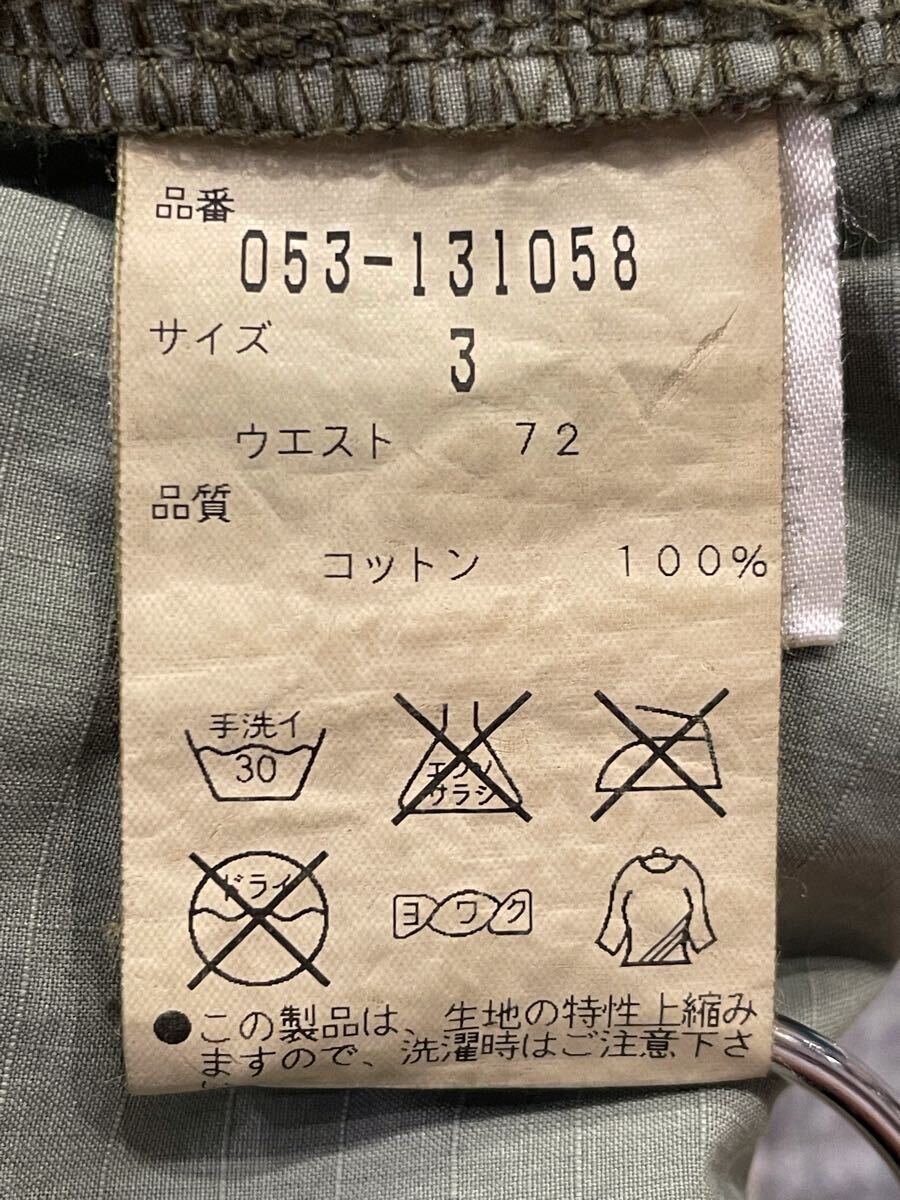 品番
053-131058
サイズ 3
ウエスト 72
品質
コットン 100%
手洗イ
30
エンソ
サラシ
ドライ
ヨワク
●この製品は、生地の特性上縮み
ますので、洗濯時はご注意下さ